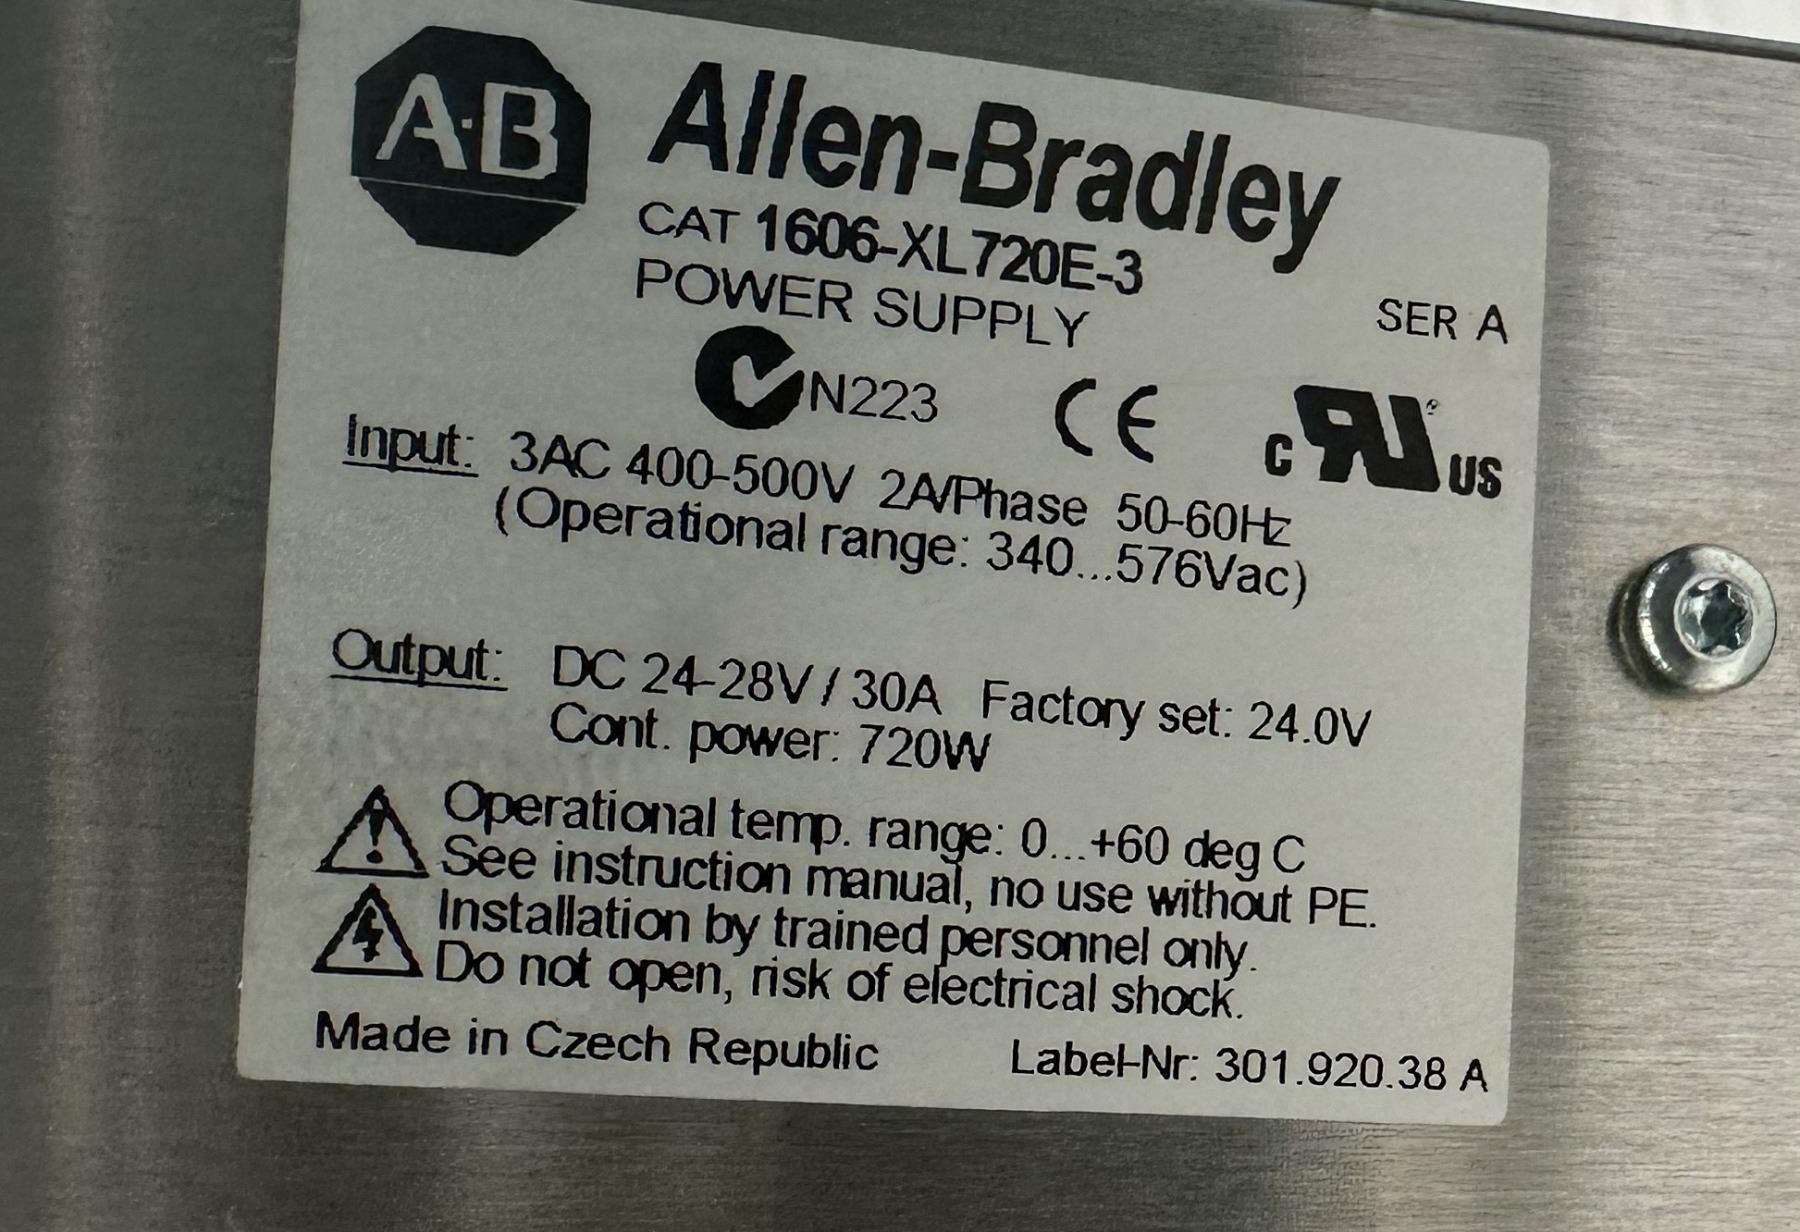 A·B Allen-Bradley
CAT 1606-XL720E-3
POWER SUPPLY
SER A
N223 CE c RU ® US
Input: 3AC 400-500V 2A/Phase 50-60Hz
(Operational range: 340...576Vac)
Output: DC 24-28V / 30A Factory set: 24.0V
Cont. power: 720W
Operational temp. range: 0...+60 deg C
See instruction manual, no use without PE.
Installation by trained personnel only.
Do not open, risk of electrical shock.
Made in Czech Republic Label-Nr: 301.920.38 A